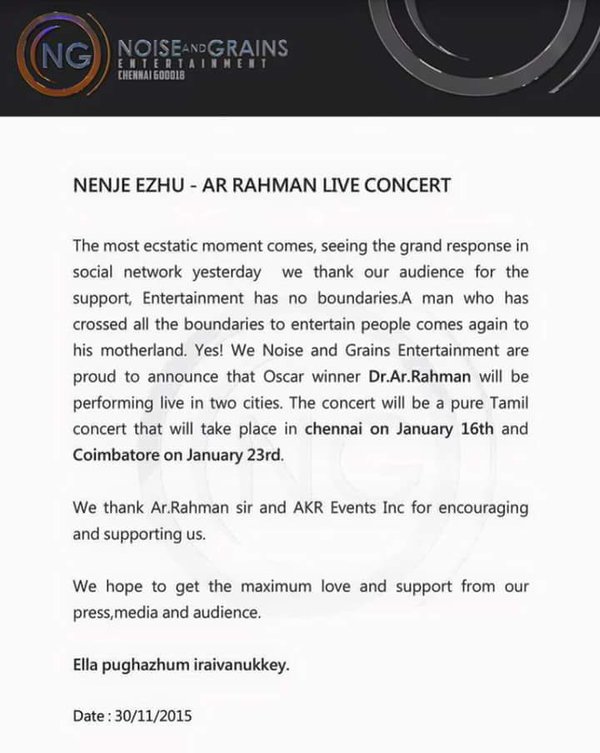 NG
NOISE AND GRAINS
ENTERTAINMENT
CHENNAI 600018
NENJE EZHU - AR RAHMAN LIVE CONCERT
The most ecstatic moment comes, seeing the grand response in
social network yesterday  we thank our audience for the
support, Entertainment has no boundaries.A man who has
crossed all the boundaries to entertain people comes again to
his motherland. Yes! We Noise and Grains Entertainment are
proud to announce that Oscar winner Dr.Ar.Rahman will be
performing live in two cities. The concert will be a pure Tamil
concert that will take place in chennai on January 16th and
Coimbatore on January 23rd.
We thank Ar.Rahman sir and AKR Events Inc for encouraging
and supporting us.
We hope to get the maximum love and support from our
press,media and audience.
Ella pughazhum iraivanukkey.
Date : 30/11/2015